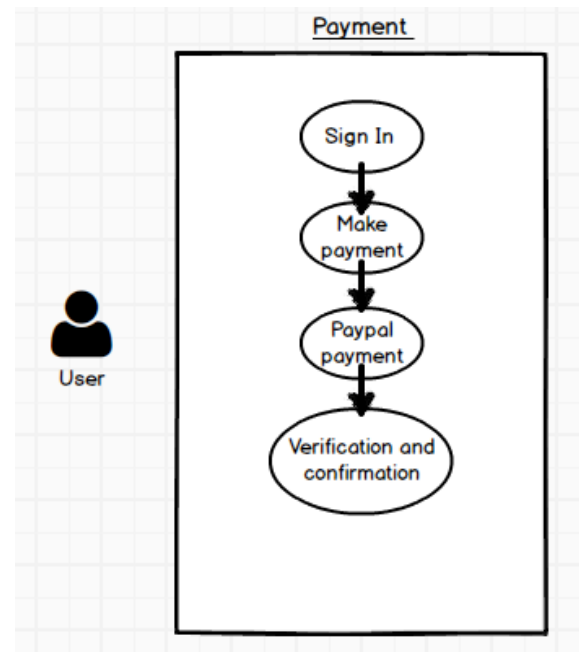 Payment
Sign In
Make
payment
Paypal
payment
User
Verification and
confirmation